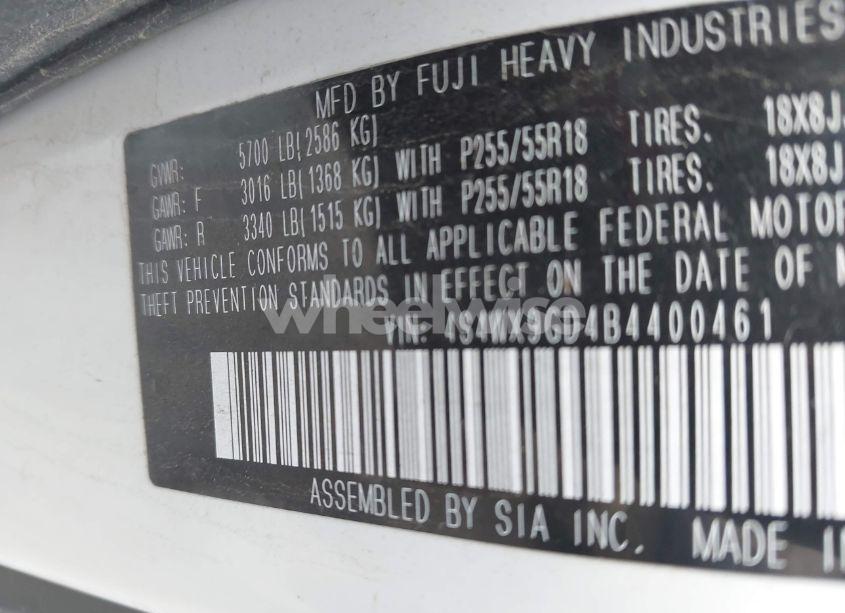 MFD BY FUJI HEAVY INDUSTRIES
GVWR: 5700 LB( 2586 KG)
GAWR: F 3016 LB( 1368 KG) WITH P255/55R18 TIRES. 18X8J
GAWR: R 3340 LB( 1515 KG) WITH P255/55R18 TIRES. 18X8J
THIS VEHICLE CONFORMS TO ALL APPLICABLE FEDERAL MOTOR
THEFT PREVENTION STANDARDS IN EFFECT ON THE DATE OF M
wheelwise
VIN: 4S4WX9GD4B4400461
ASSEMBLED BY SIA INC. MADE I